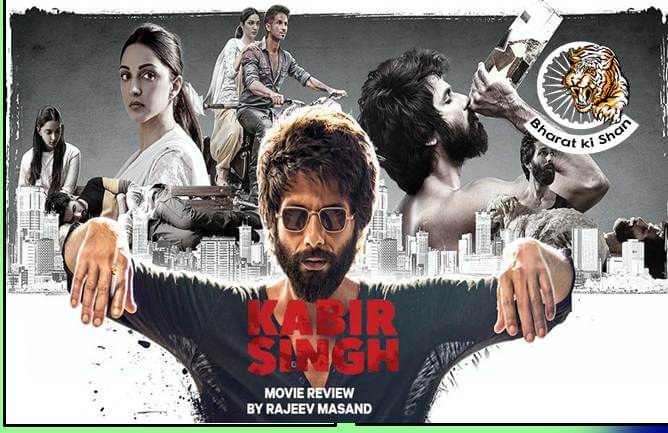 Bharat ki Shan
KABIR
SINGH
MOVIE REVIEW
BY RAJEEV MASAND